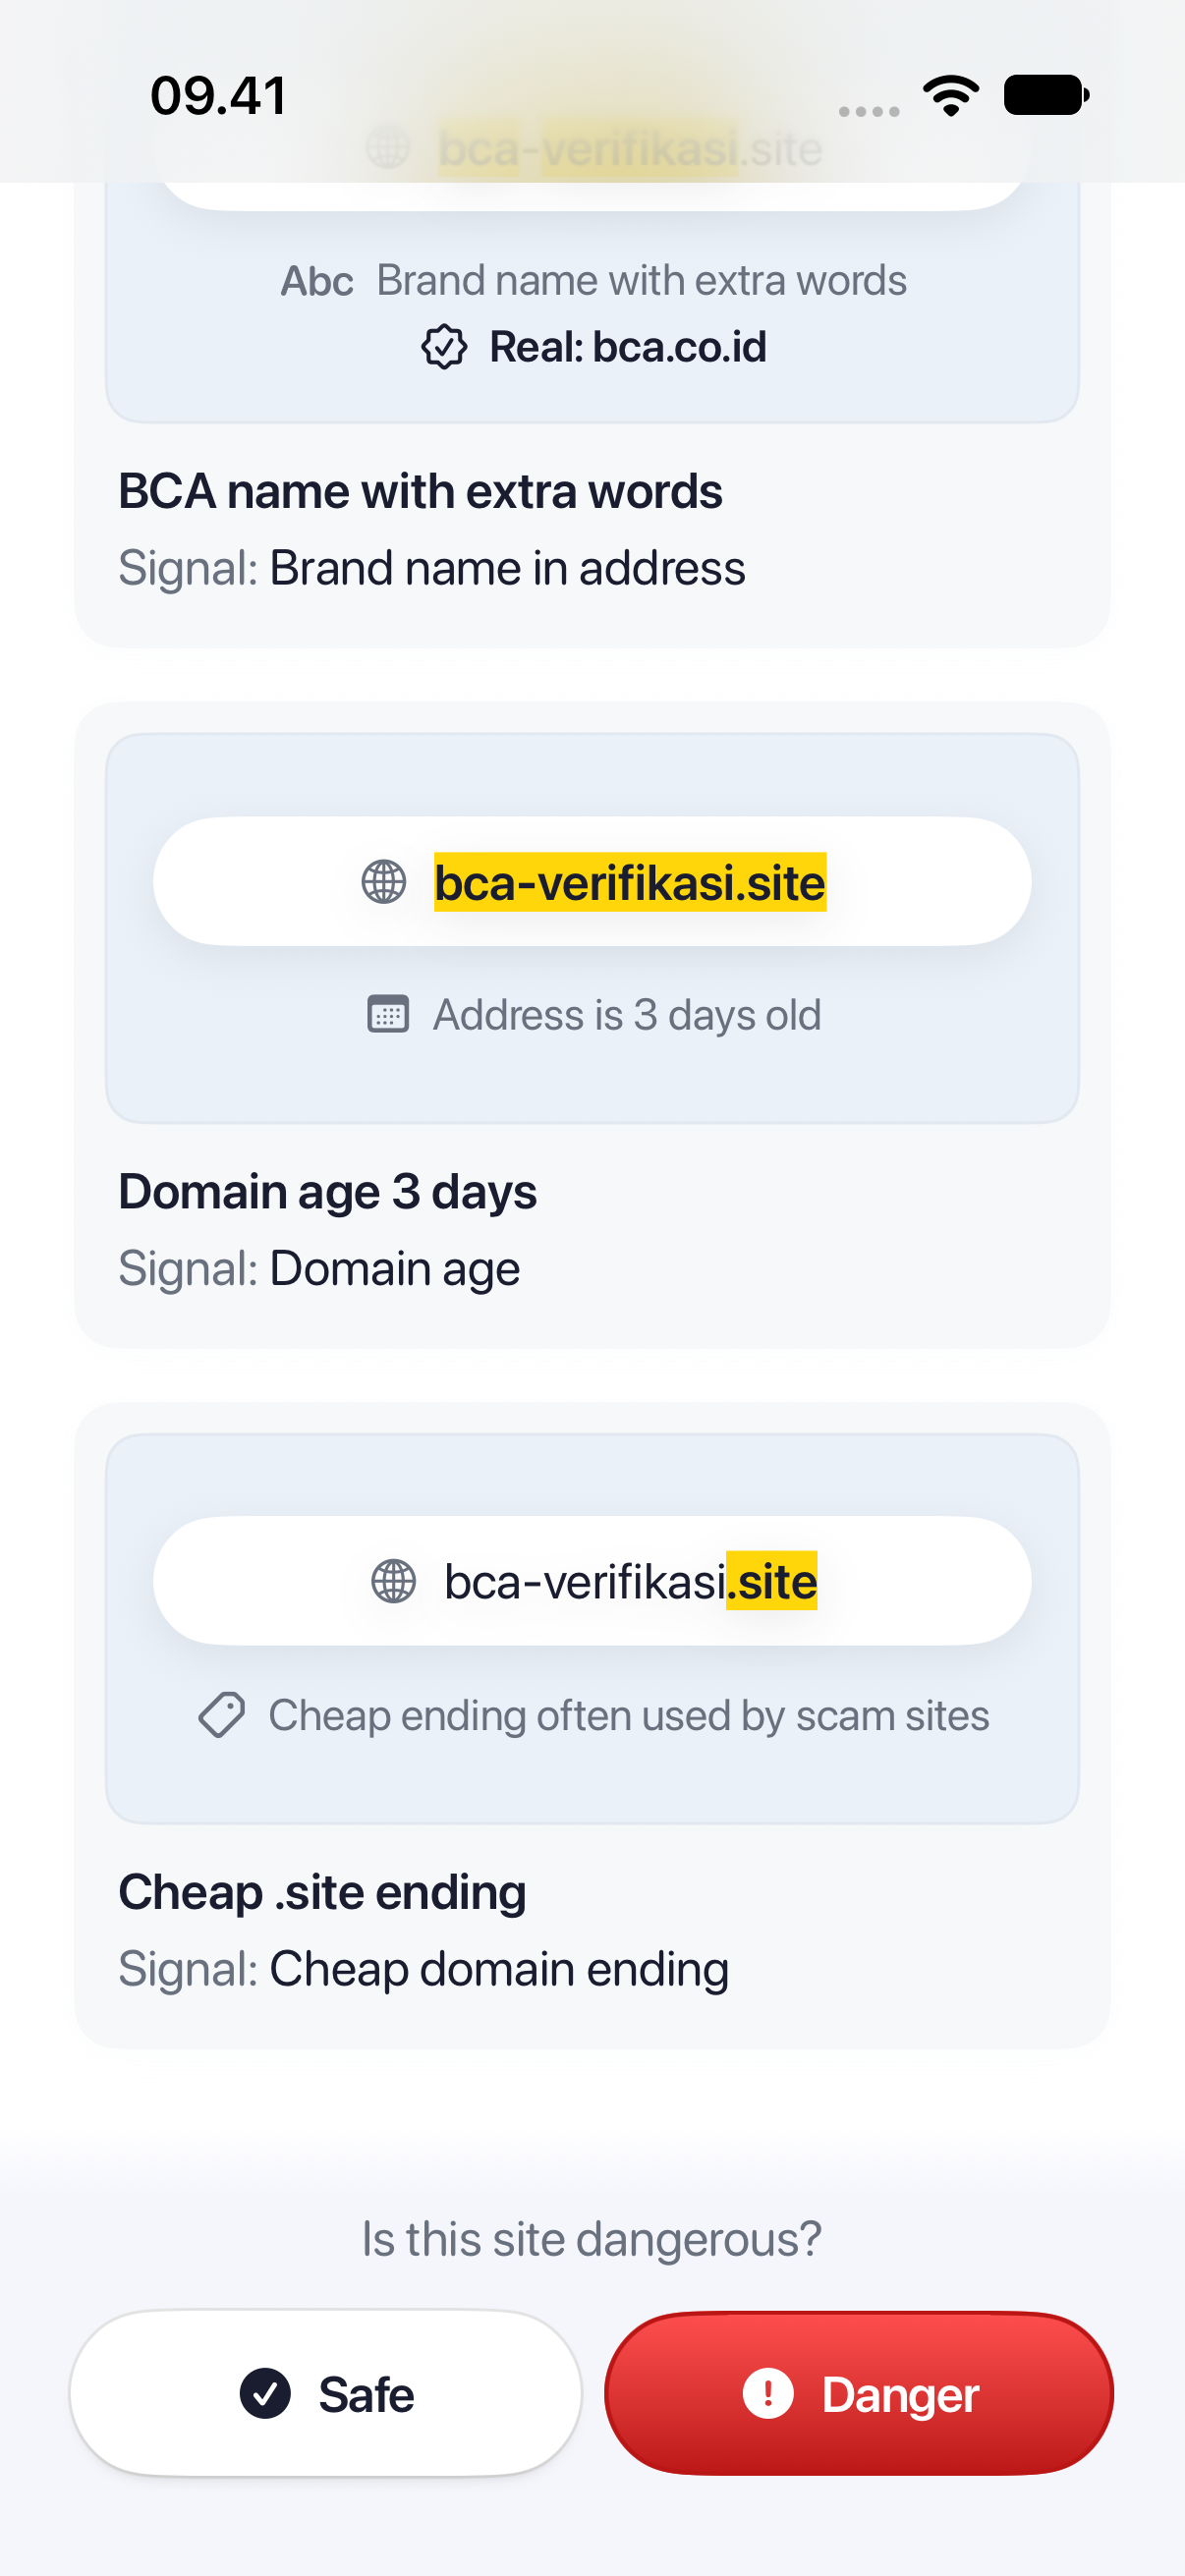 09.41
bca-verifikasi.site
Abc Brand name with extra words
Real: bca.co.id
BCA name with extra words
Signal: Brand name in address
bca-verifikasi.site
Address is 3 days old
Domain age 3 days
Signal: Domain age
bca-verifikasi.site
Cheap ending often used by scam sites
Cheap .site ending
Signal: Cheap domain ending
Is this site dangerous?
Safe
Danger